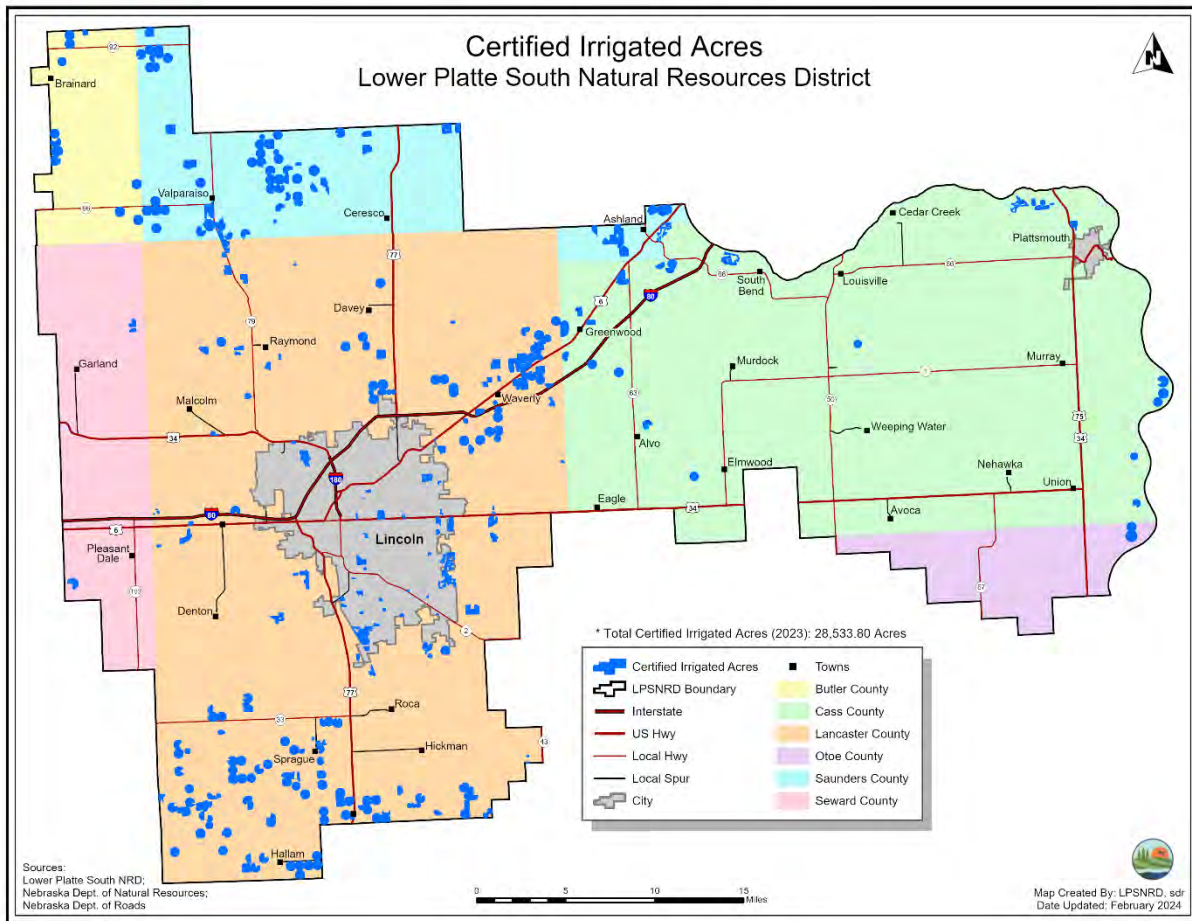 Certified Irrigated Acres
Lower Platte South Natural Resources District
N
92
Brainard
Valparaiso
66
Ceresco
77
Ashland
Cedar Creek
Plattsmouth
66
South
Bend
66
Louisville
6
80
Davey
79
Raymond
Greenwood
Garland
Murdock
Murray
1
Malcolm
Waverly
63
50
75
34
34
Alvo
Weeping Water
180
Elmwood
Nehawka
Union
80
Eagle
34
6
Lincoln
Avoca
Pleasant
Dale
103
Denton
67
2
77
Roca
33
Sprague
Hickman
43
Hallam
* Total Certified Irrigated Acres (2023): 28,533.80 Acres
Certified Irrigated Acres
LPSNRD Boundary
Interstate
US Hwy
Local Hwy
Local Spur
City
Towns
Butler County
Cass County
Lancaster County
Otoe County
Saunders County
Seward County
Sources:
Lower Platte South NRD;
Nebraska Dept. of Natural Resources;
Nebraska Dept. of Roads
0 5 10 15
Miles
Map Created By: LPSNRD, sdr
Date Updated: February 2024